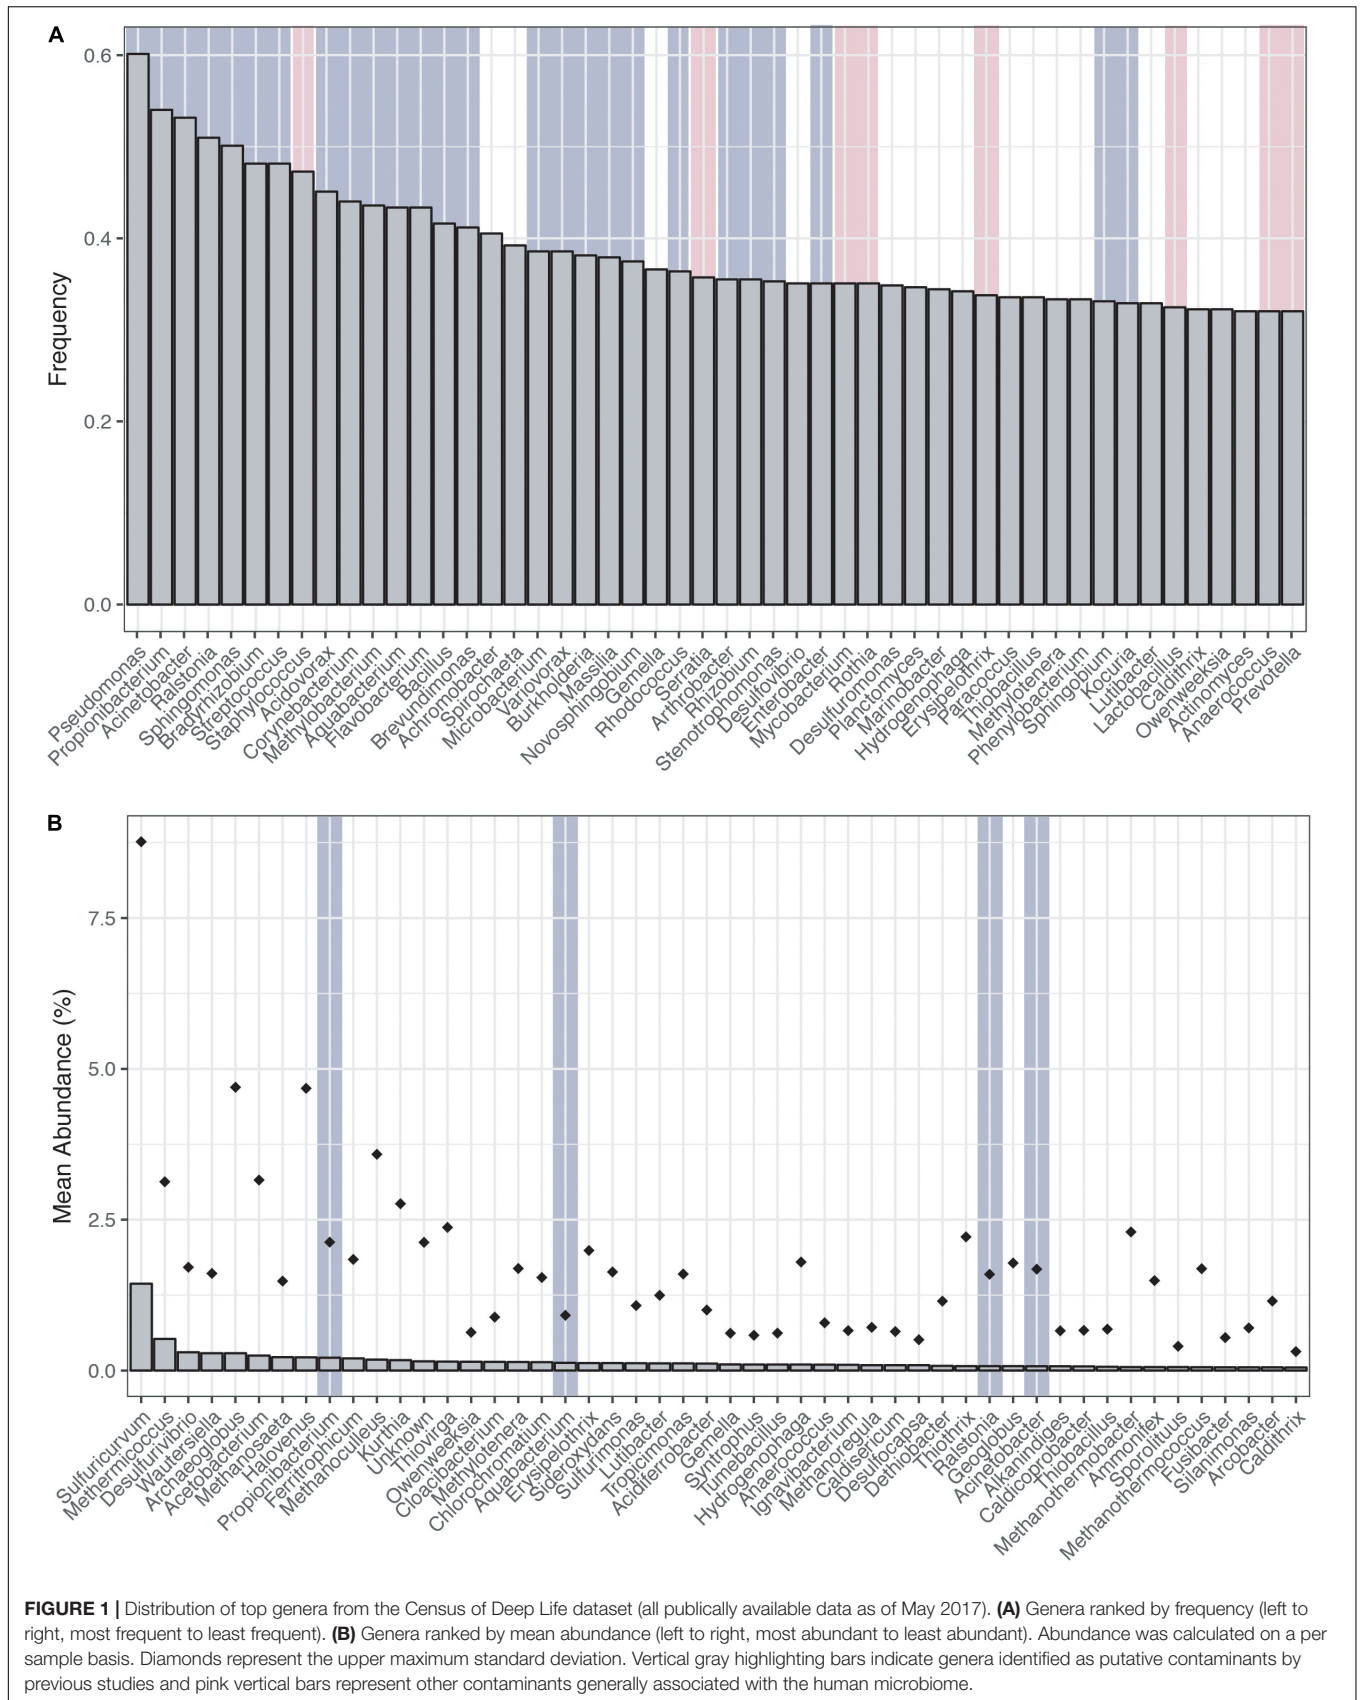 A
0.6
0.4
0.2
0.0
Frequency
Pseudomonas
Propionibacterium
Acinetobacter
Ralstonia
Sphingomonas
Bradyrhizobium
Streptococcus
Staphylococcus
Acidovorax
Corynebacterium
Methylobacterium
Aquabacterium
Flavobacterium
Bacillus
Brevundimonas
Achromobacter
Spirochaeta
Microbacterium
Variovorax
Burkholderia
Massilia
Novosphingobium
Gemella
Rhodococcus
Serratia
Arthrobacter
Rhizobium
Stenotrophomonas
Desulfovibrio
Enterobacter
Mycobacterium
Rothia
Desulfuromonas
Planctomyces
Marinobacter
Hydrogenophaga
Erysipelothrix
Paracoccus
Thiobacillus
Methylotenera
Phenylobacterium
Sphingobium
Kocuria
Lutibacter
Lactobacillus
Caldithrix
Owenweeksia
Actinomyces
Anaerococcus
Prevotella
B
7.5
5.0
2.5
0.0
Mean Abundance (%)
Sulfuricurvum
Methermicoccus
Desulfurivibrio
Wautersiella
Archaeoglobus
Acetobacterium
Methanosaeta
Halovenus
Propionibacterium
Ferritrophicum
Methanoculleus
Kurthia
Unknown
Thiovirga
Owenweeksia
Cloacibacterium
Methylotenera
Chlorochromatium
Aquabacterium
Erysipelothrix
Sideroxydans
Sulfurimonas
Lutibacter
Tropicimonas
Acidiferrobacter
Gemella
Syntrophus
Tumebacillus
Hydrogenophaga
Anaerococcus
Ignavibacterium
Methanoregula
Caldisericum
Desulfocapsa
Dethiobacter
Thiothrix
Ralstonia
Geoglobus
Acinetobacter
Alkanindiges
Caldicoprobacter
Thiobacillus
Methanothermobacter
Ammonifex
Sporolituus
Methanothermococcus
Fusibacter
Silanimonas
Arcobacter
Caldithrix
FIGURE 1 | Distribution of top genera from the Census of Deep Life dataset (all publically available data as of May 2017). (A) Genera ranked by frequency (left to
right, most frequent to least frequent). (B) Genera ranked by mean abundance (left to right, most abundant to least abundant). Abundance was calculated on a per
sample basis. Diamonds represent the upper maximum standard deviation. Vertical gray highlighting bars indicate genera identified as putative contaminants by
previous studies and pink vertical bars represent other contaminants generally associated with the human microbiome.